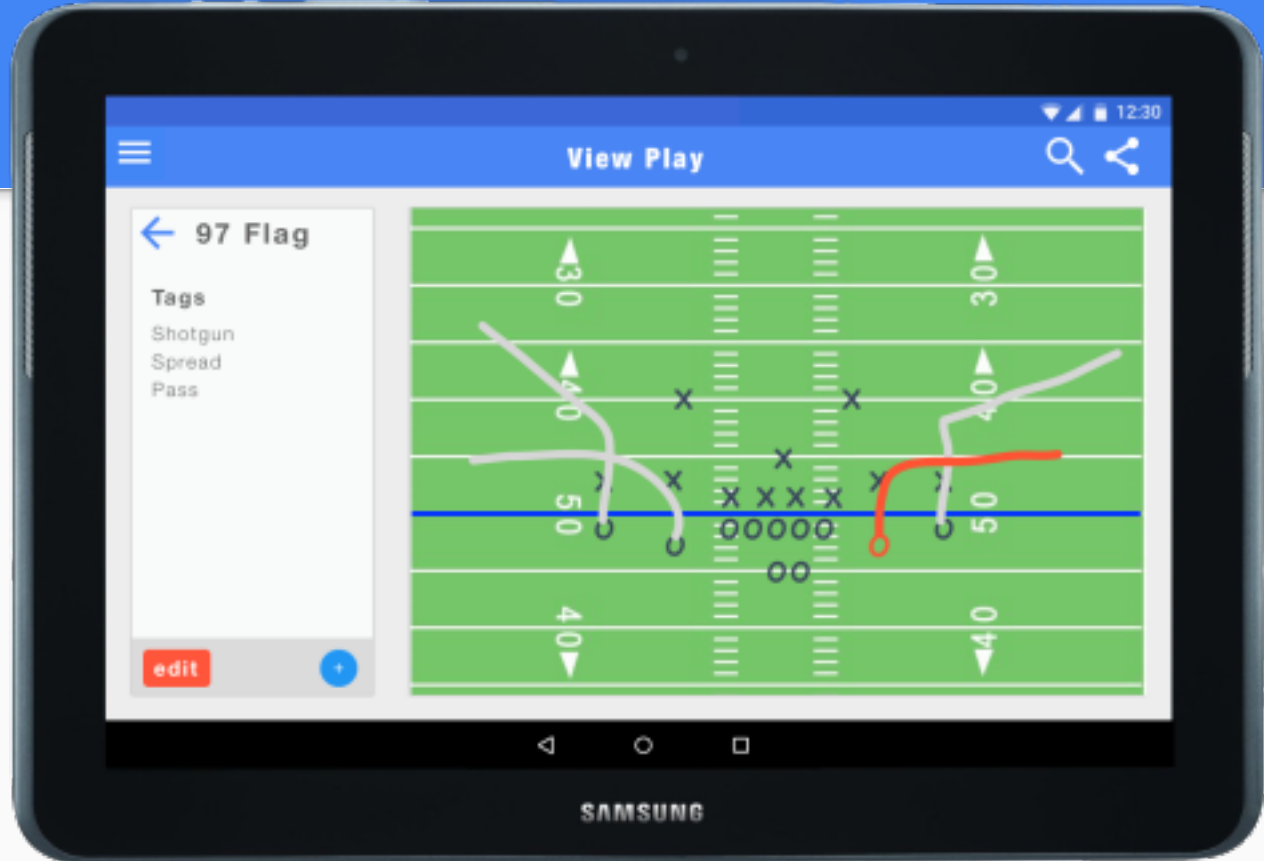 12:30
View Play
97 Flag
Tags
Shotgun
Spread
Pass
edit
+
30 30
40 40
X X
X
X X X X
X X X X
50 50
O O O O O O O O O
O O
40 40
SAMSUNG